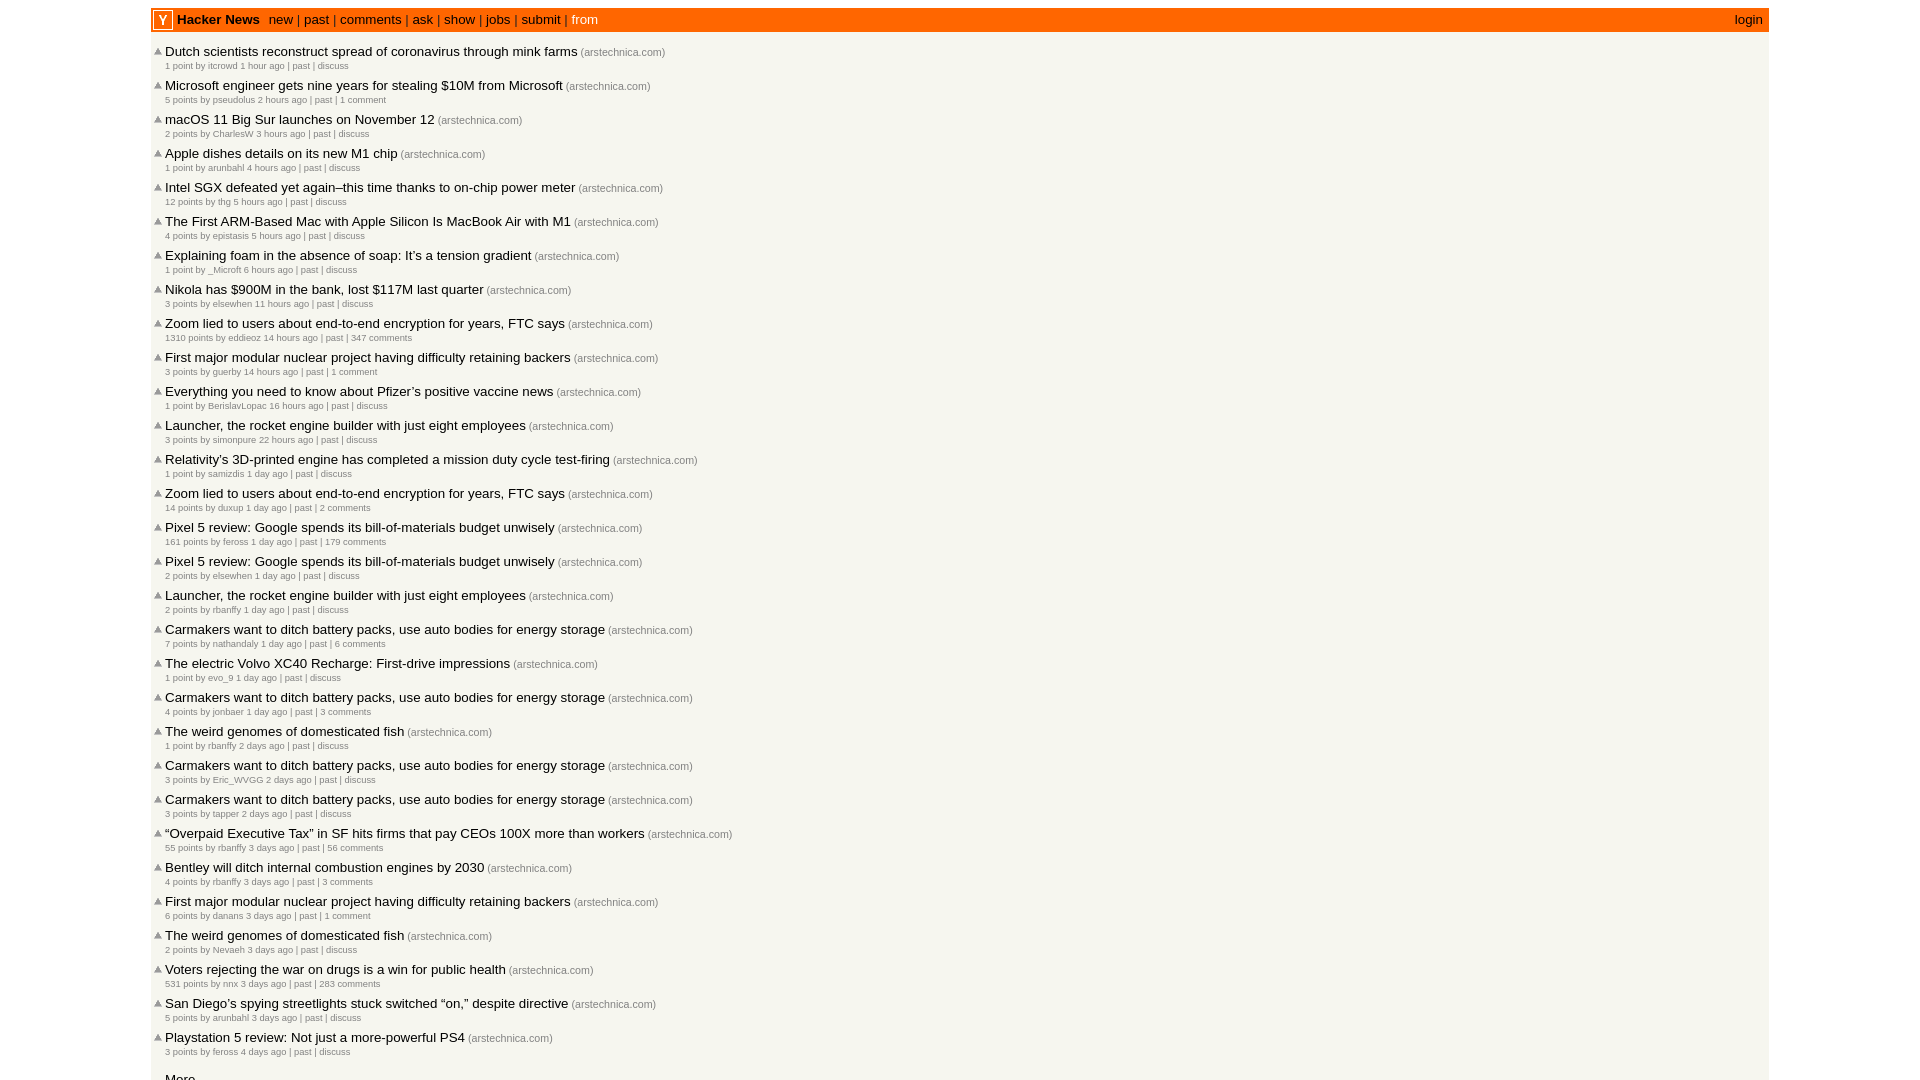 Y Hacker News new | past | comments | ask | show | jobs | submit | from login
Dutch scientists reconstruct spread of coronavirus through mink farms (arstechnica.com)
1 point by itcrowd 1 hour ago | past | discuss
Microsoft engineer gets nine years for stealing $10M from Microsoft (arstechnica.com)
5 points by pseudolus 2 hours ago | past | 1 comment
macOS 11 Big Sur launches on November 12 (arstechnica.com)
2 points by CharlesW 3 hours ago | past | discuss
Apple dishes details on its new M1 chip (arstechnica.com)
1 point by arunbahl 4 hours ago | past | discuss
Intel SGX defeated yet again–this time thanks to on-chip power meter (arstechnica.com)
12 points by thg 5 hours ago | past | discuss
The First ARM-Based Mac with Apple Silicon Is MacBook Air with M1 (arstechnica.com)
4 points by epistasis 5 hours ago | past | discuss
Explaining foam in the absence of soap: It’s a tension gradient (arstechnica.com)
1 point by _Microft 6 hours ago | past | discuss
Nikola has $900M in the bank, lost $117M last quarter (arstechnica.com)
3 points by elsewhen 11 hours ago | past | discuss
Zoom lied to users about end-to-end encryption for years, FTC says (arstechnica.com)
1310 points by eddieoz 14 hours ago | past | 347 comments
First major modular nuclear project having difficulty retaining backers (arstechnica.com)
3 points by guerby 14 hours ago | past | 1 comment
Everything you need to know about Pfizer’s positive vaccine news (arstechnica.com)
1 point by BerislavLopac 16 hours ago | past | discuss
Launcher, the rocket engine builder with just eight employees (arstechnica.com)
3 points by simonpure 22 hours ago | past | discuss
Relativity’s 3D-printed engine has completed a mission duty cycle test-firing (arstechnica.com)
1 point by samizdis 1 day ago | past | discuss
Zoom lied to users about end-to-end encryption for years, FTC says (arstechnica.com)
14 points by duxup 1 day ago | past | 2 comments
Pixel 5 review: Google spends its bill-of-materials budget unwisely (arstechnica.com)
161 points by feross 1 day ago | past | 179 comments
Pixel 5 review: Google spends its bill-of-materials budget unwisely (arstechnica.com)
2 points by elsewhen 1 day ago | past | discuss
Launcher, the rocket engine builder with just eight employees (arstechnica.com)
2 points by rbanffy 1 day ago | past | discuss
Carmakers want to ditch battery packs, use auto bodies for energy storage (arstechnica.com)
7 points by nathandaly 1 day ago | past | 6 comments
The electric Volvo XC40 Recharge: First-drive impressions (arstechnica.com)
1 point by evo_9 1 day ago | past | discuss
Carmakers want to ditch battery packs, use auto bodies for energy storage (arstechnica.com)
4 points by jonbaer 1 day ago | past | 3 comments
The weird genomes of domesticated fish (arstechnica.com)
1 point by rbanffy 2 days ago | past | discuss
Carmakers want to ditch battery packs, use auto bodies for energy storage (arstechnica.com)
3 points by Eric_WVGG 2 days ago | past | discuss
Carmakers want to ditch battery packs, use auto bodies for energy storage (arstechnica.com)
3 points by tapper 2 days ago | past | discuss
“Overpaid Executive Tax” in SF hits firms that pay CEOs 100X more than workers (arstechnica.com)
55 points by rbanffy 3 days ago | past | 56 comments
Bentley will ditch internal combustion engines by 2030 (arstechnica.com)
4 points by rbanffy 3 days ago | past | 3 comments
First major modular nuclear project having difficulty retaining backers (arstechnica.com)
6 points by danans 3 days ago | past | 1 comment
The weird genomes of domesticated fish (arstechnica.com)
2 points by Nevaeh 3 days ago | past | discuss
Voters rejecting the war on drugs is a win for public health (arstechnica.com)
531 points by nnx 3 days ago | past | 283 comments
San Diego’s spying streetlights stuck switched “on,” despite directive (arstechnica.com)
5 points by arunbahl 3 days ago | past | discuss
Playstation 5 review: Not just a more-powerful PS4 (arstechnica.com)
3 points by feross 4 days ago | past | discuss
More